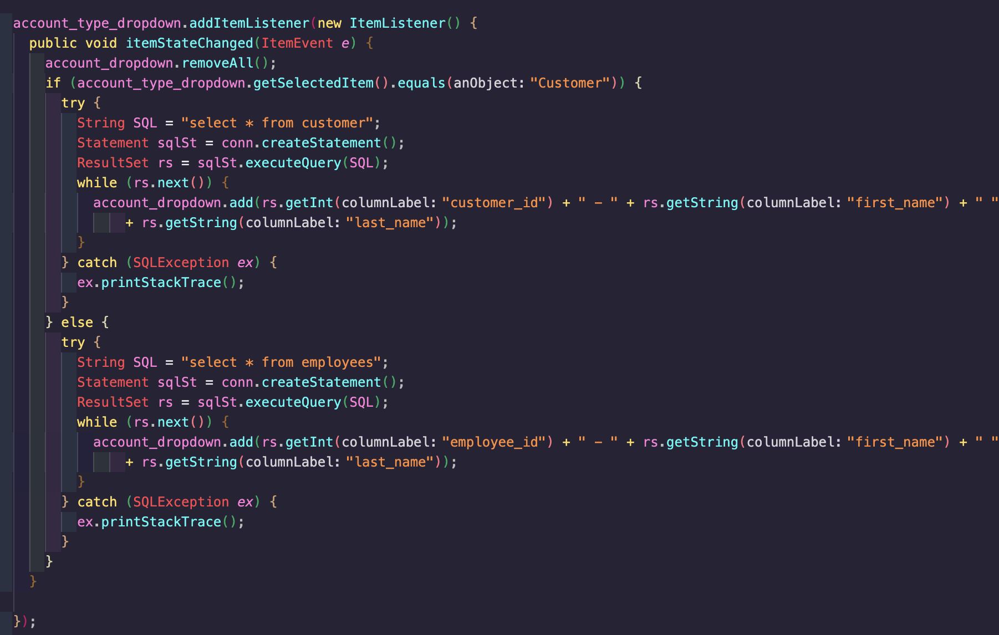 account_type_dropdown.addItemListener(new ItemListener() {
  public void itemStateChanged(ItemEvent e) {
    account_dropdown.removeAll();
    if (account_type_dropdown.getSelectedItem().equals(anObject: "Customer")) {
      try {
        String SQL = "select * from customer";
        Statement sqlSt = conn.createStatement();
        ResultSet rs = sqlSt.executeQuery(SQL);
        while (rs.next()) {
          account_dropdown.add(rs.getInt(columnLabel: "customer_id") + " - " + rs.getString(columnLabel: "first_name") + " "
              + rs.getString(columnLabel: "last_name"));
        }
      } catch (SQLException ex) {
        ex.printStackTrace();
      }
    } else {
      try {
        String SQL = "select * from employees";
        Statement sqlSt = conn.createStatement();
        ResultSet rs = sqlSt.executeQuery(SQL);
        while (rs.next()) {
          account_dropdown.add(rs.getInt(columnLabel: "employee_id") + " - " + rs.getString(columnLabel: "first_name") + " "
              + rs.getString(columnLabel: "last_name"));
        }
      } catch (SQLException ex) {
        ex.printStackTrace();
      }
    }
  }

});